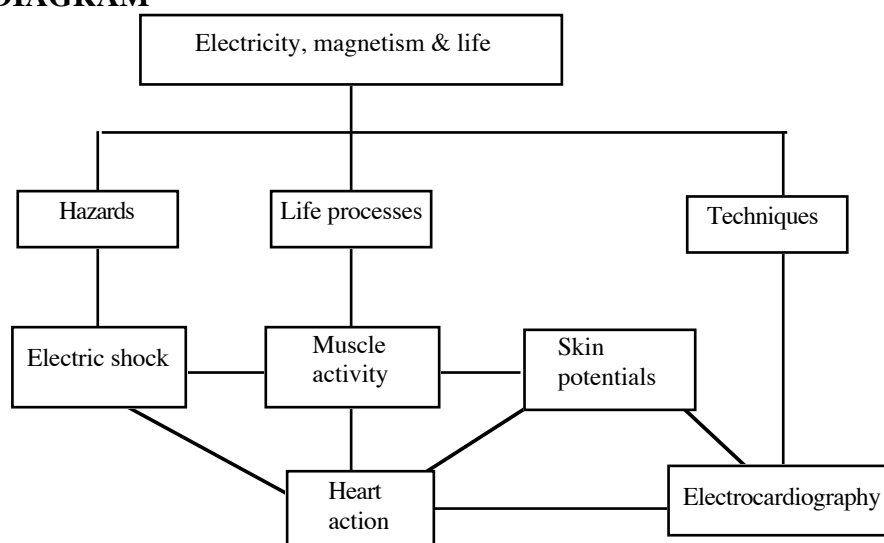 DIAGRAM
Electricity, magnetism & life
Hazards
Life processes
Techniques
Electric shock
Muscle
activity
Skin
potentials
Heart
action
Electrocardiography